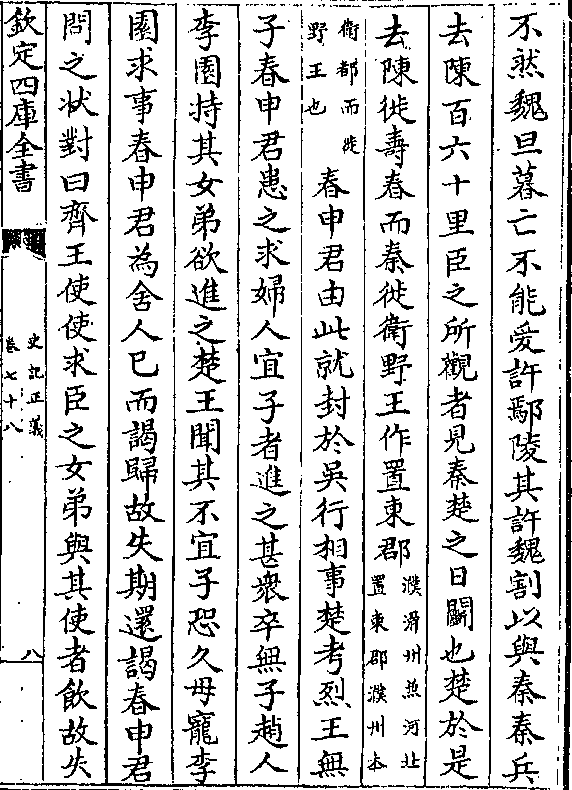 不然魏旦暮亡不能愛許鄢陵其許魏割以與秦秦兵
去陳百六十里臣之所觀者見秦楚之日鬭也楚於是
去陳徙壽春而秦徙衛野王作置東郡濮滑州兼河北
置東郡濮州本
衛都而徙
野王也
春申君由此就封於吳行相事楚考烈王無
子春申君患之求婦人宜子者進之甚衆卒無子趙人
李園持其女弟欲進之楚王聞其不宜子恐久毋寵李
園求事春申君為舍人已而謁歸故失期還謁春申君
問之狀對曰齊王使使求臣之女弟與其使者飲故失
欽定四庫全書
史記正義
卷七十八
八